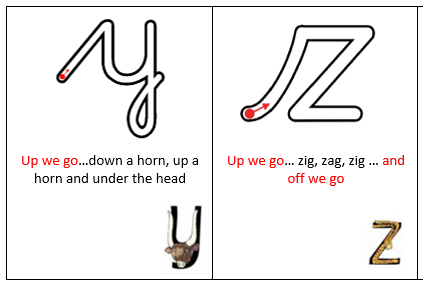 Up we go...down a horn, up a
horn and under the head
Up we go... zig, zag, zig ... and
off we go